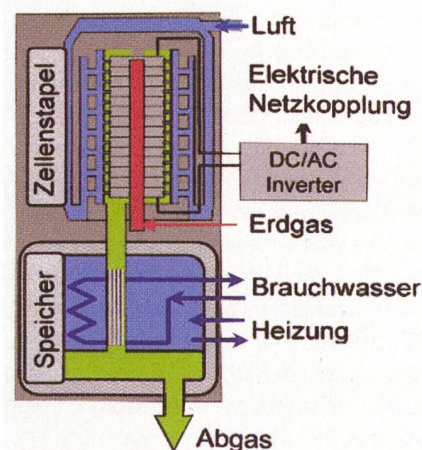 Luft
Elektrische
Netzkopplung
Zellenstapel
DC/AC
Inverter
Erdgas
Speicher
Brauchwasser
Heizung
Abgas